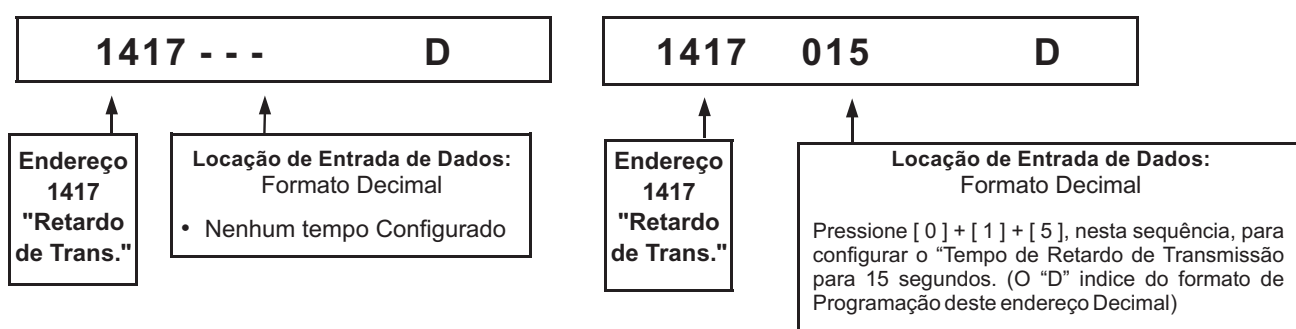 1417 - - - D
Endereço
1417
"Retardo
de Trans."
Locação de Entrada de Dados:
Formato Decimal
• Nenhum tempo Configurado
1417 015 D
Endereço
1417
"Retardo
de Trans."
Locação de Entrada de Dados:
Formato Decimal
Pressione [ 0 ] + [ 1 ] + [ 5 ], nesta sequência, para
configurar o “Tempo de Retardo de Transmissão
para 15 segundos. (O “D” indice do formato de
Programação deste endereço Decimal)